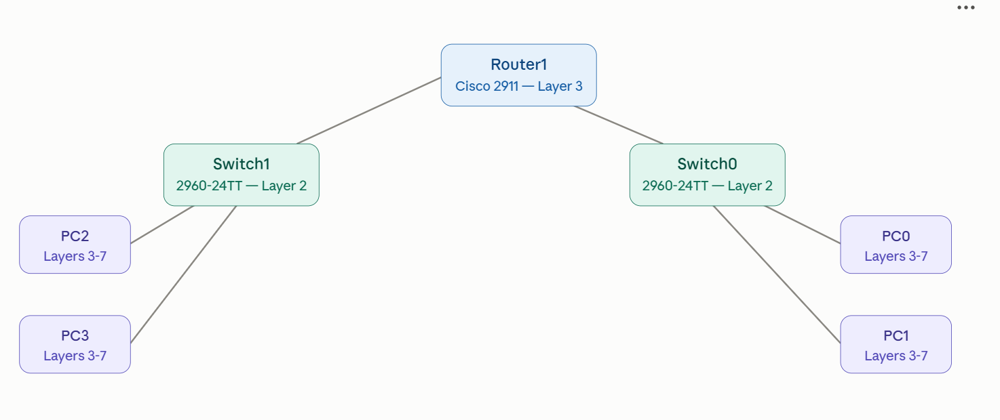 Router1
Cisco 2911 — Layer 3
Switch1
2960-24TT — Layer 2
Switch0
2960-24TT — Layer 2
PC2
Layers 3-7
PC0
Layers 3-7
PC3
Layers 3-7
PC1
Layers 3-7